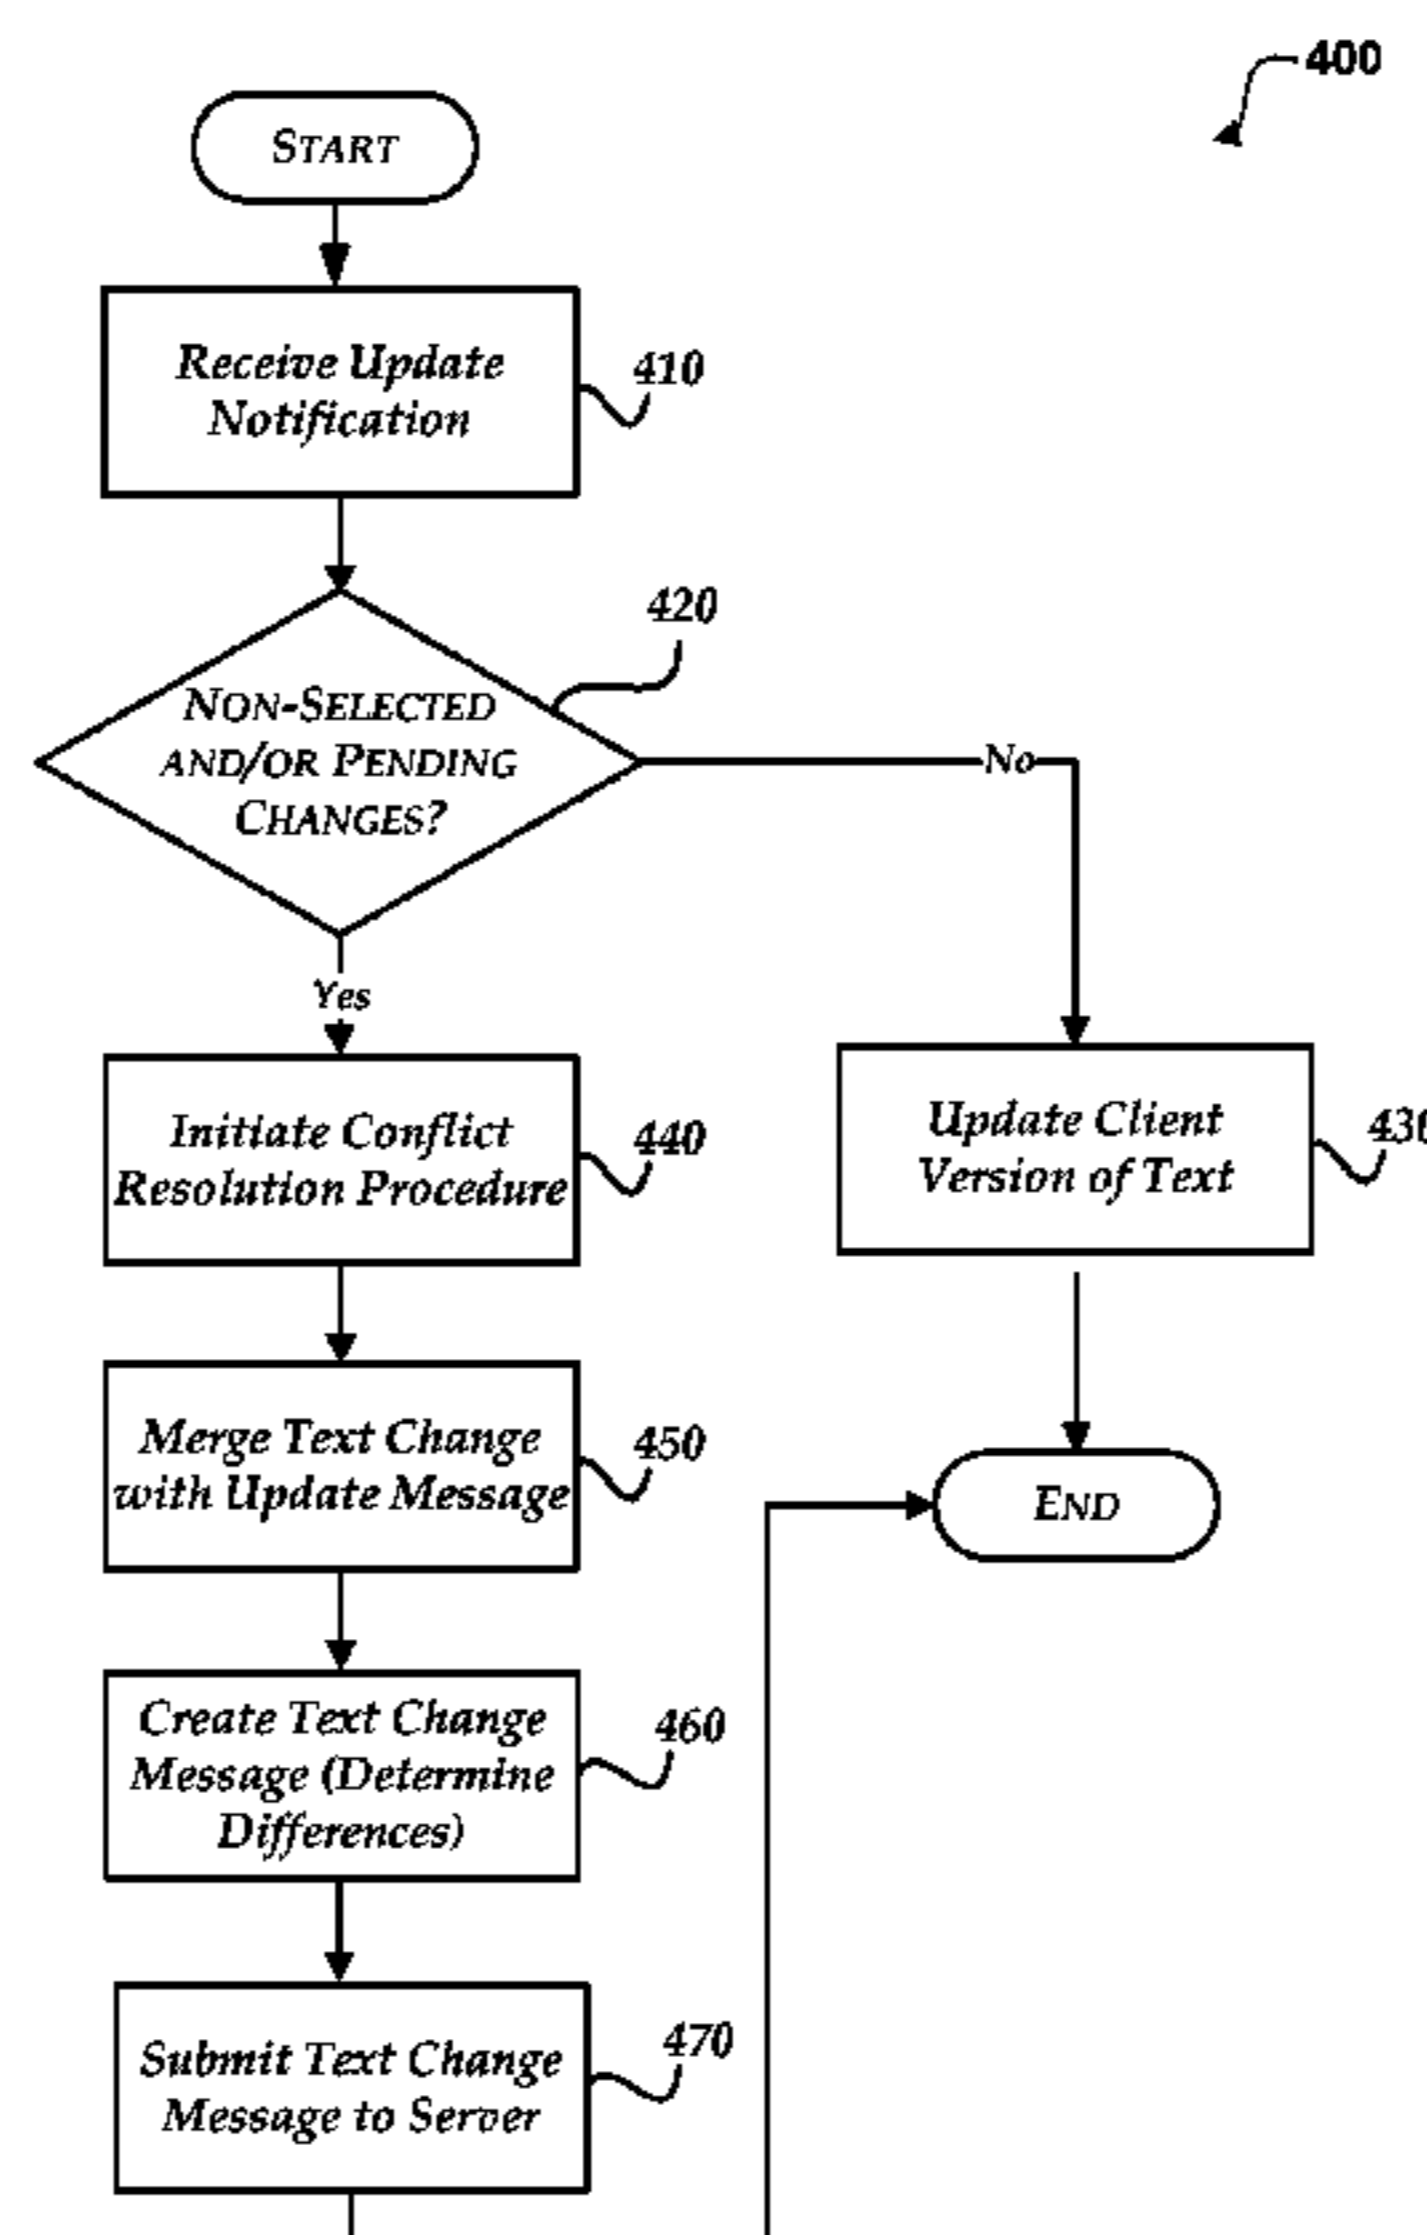 400
START
Receive Update
Notification
410
420
NON-SELECTED
AND/OR PENDING
CHANGES?
No
Yes
Initiate Conflict
Resolution Procedure
440
Update Client
Version of Text
430
Merge Text Change
with Update Message
450
END
Create Text Change
Message (Determine
Differences)
460
Submit Text Change
Message to Server
470